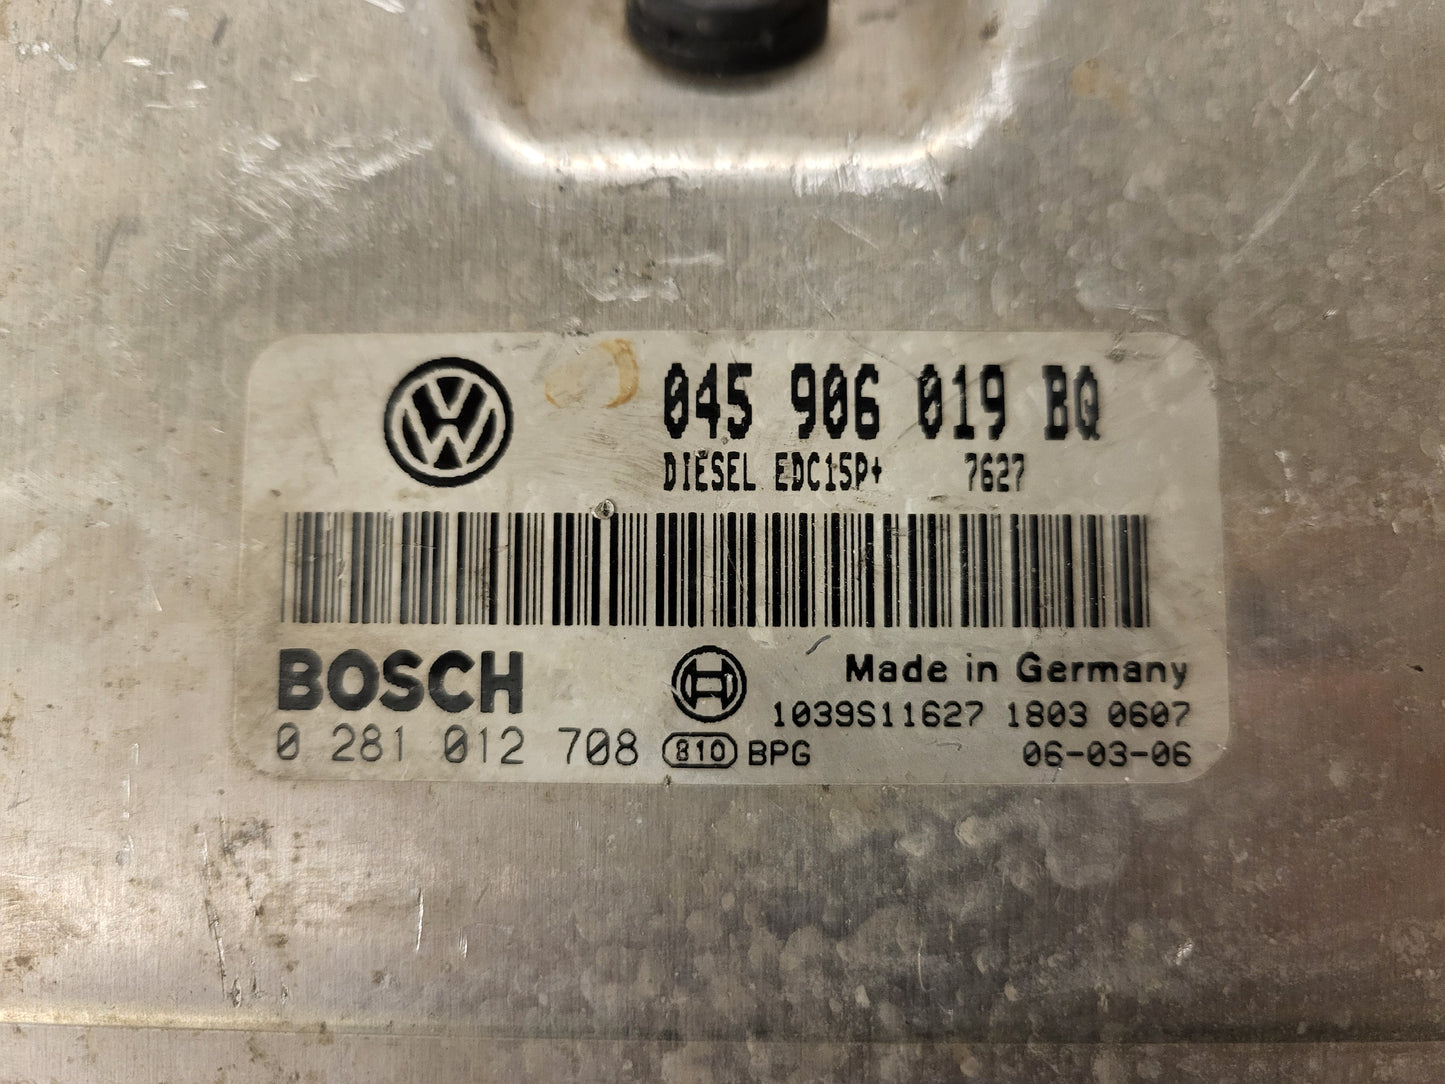 045 906 019 BQ
DIESEL EDC15P+ 7627
BOSCH
Made in Germany
1039S11627 1803 0607
0 281 012 708 810 BPG 06-03-06